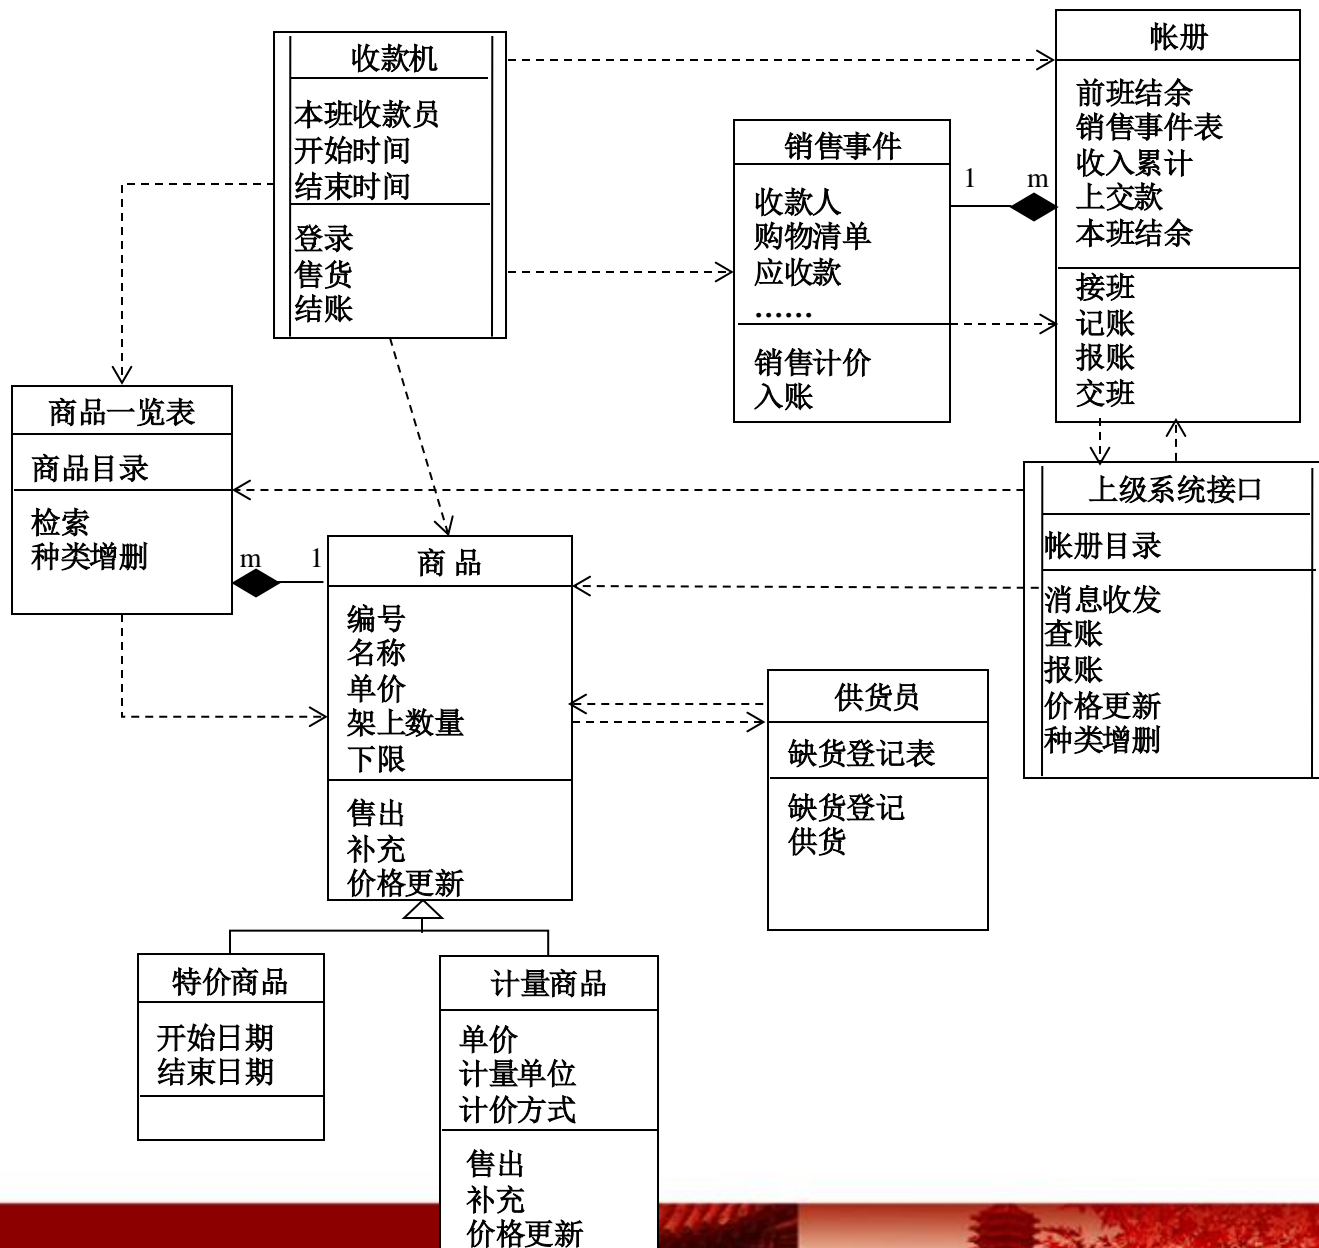 收款机
本班收款员
开始时间
结束时间
登录
售货
结账
帐册
前班结余
销售事件表
收入累计
上交款
本班结余
接班
记账
报账
交班
销售事件
收款人
购物清单
应收款
……
销售计价
入账
1
m
商品一览表
商品目录
检索
种类增删
m
1
商 品
编号
名称
单价
架上数量
下限
售出
补充
价格更新
上级系统接口
帐册目录
消息收发
查账
报账
价格更新
种类增删
供货员
缺货登记表
缺货登记
供货
特价商品
开始日期
结束日期
计量商品
单价
计量单位
计价方式
售出
补充
价格更新